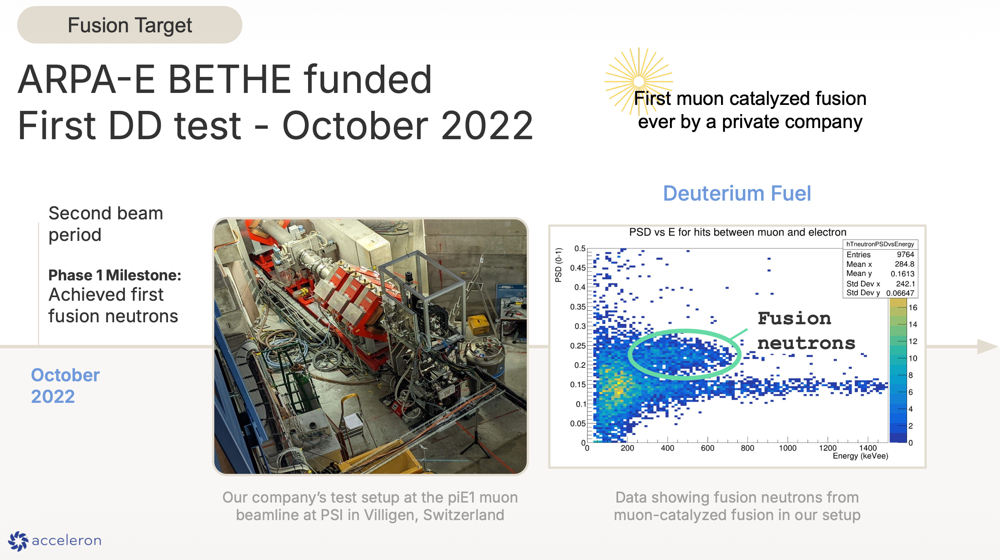 Fusion Target
ARPA-E BETHE funded
First DD test - October 2022
First muon catalyzed fusion
ever by a private company
Second beam
period
Phase 1 Milestone:
Achieved first
fusion neutrons
October
2022
Our company's test setup at the piE1 muon
beamline at PSI in Villigen, Switzerland
Deuterium Fuel
PSD vs E for hits between muon and electron
hTneutronPSDvsEnergy
Entries 9764
Mean x 284.8
Mean y 0.1613
Std Dev x 242.1
Std Dev y 0.06647
PSD (0-1)
0.5
0.45
0.4
0.35
0.3
0.25
0.2
0.15
0.1
0.05
0
Fusion
neutrons
16
14
12
10
8
6
4
2
0
0 200 400 600 800 1000 1200 1400
Energy (keVee)
Data showing fusion neutrons from
muon-catalyzed fusion in our setup
acceleron